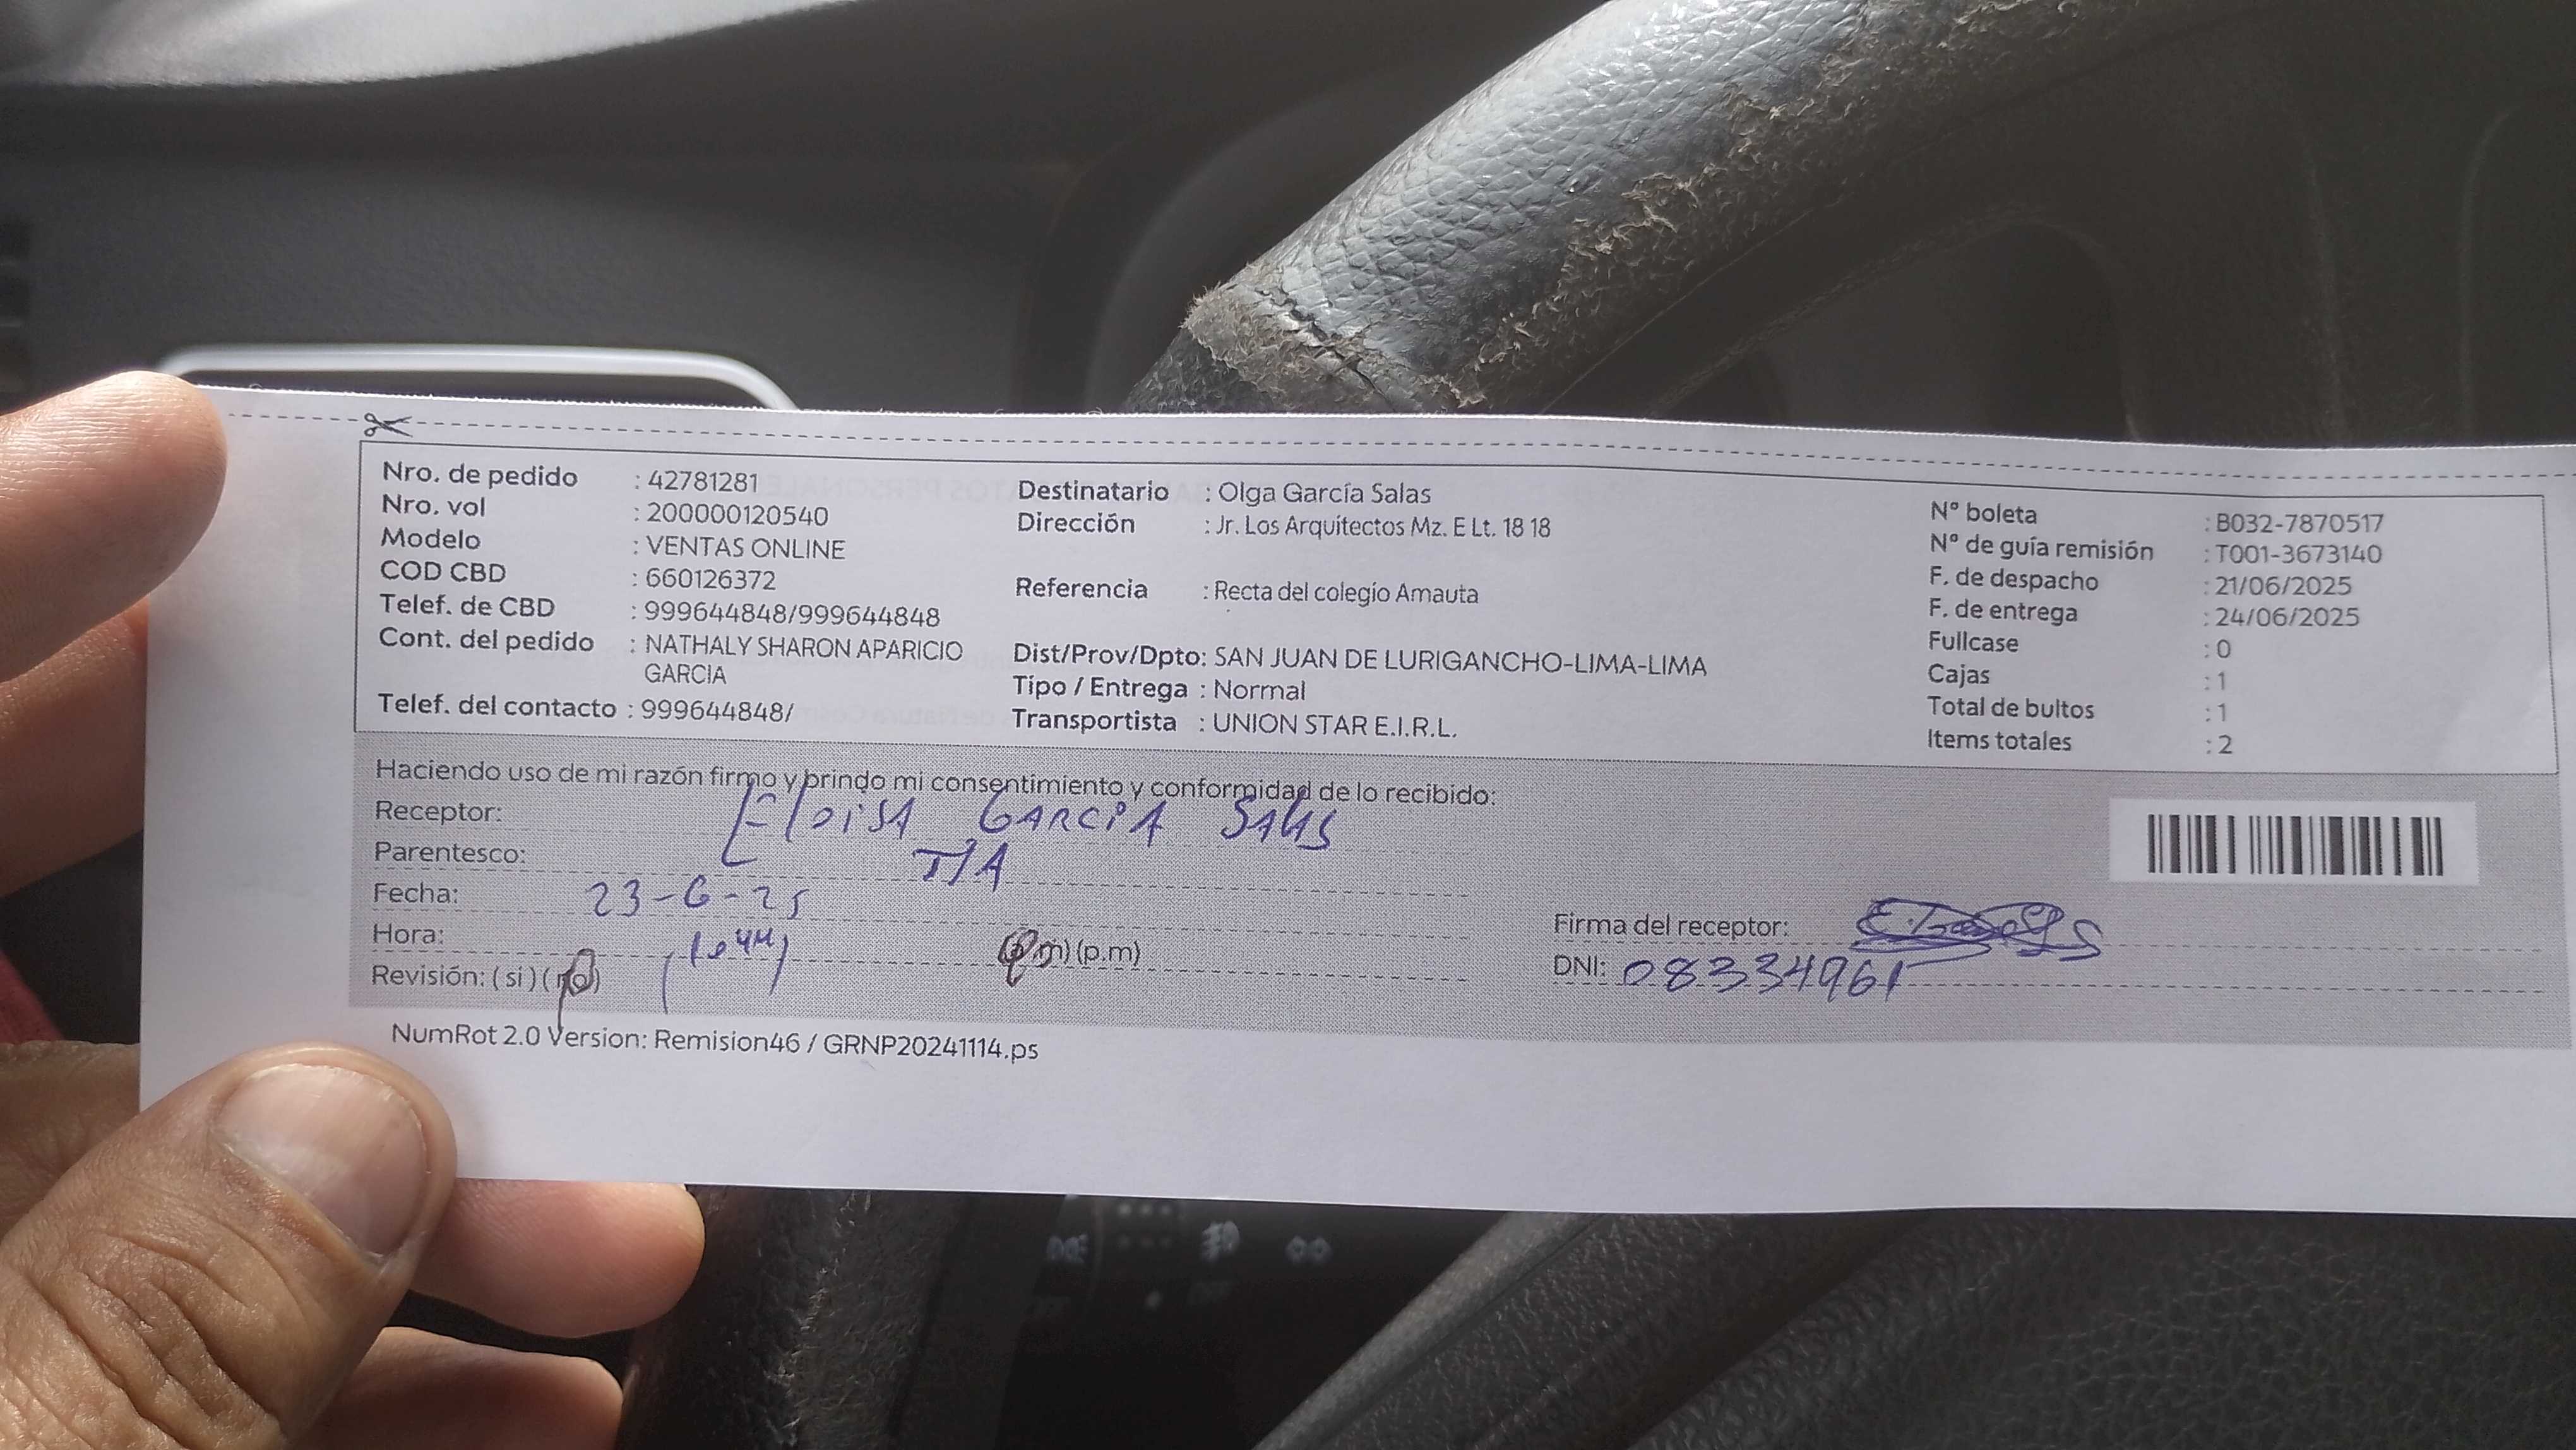 Nro. de pedido : 42781281
Nro. vol : 200000120540
Modelo : VENTAS ONLINE
COD CBD : 660126372
Telef. de CBD : 999644848/999644848
Cont. del pedido : NATHALY SHARON APARICIO
GARCIA
Telef. del contacto : 999644848/
Destinatario : Olga García Salas
Dirección : Jr. Los Arquitectos Mz. E Lt. 18 18
Referencia : Recta del colegio Amauta
Dist/Prov/Dpto: SAN JUAN DE LURIGANCHO-LIMA-LIMA
Tipo / Entrega : Normal
Transportista : UNION STAR E.I.R.L.
N° boleta : B032-7870517
N° de guía remisión : T001-3673140
F. de despacho : 21/06/2025
F. de entrega : 24/06/2025
Fullcase : 0
Cajas : 1
Total de bultos : 1
Items totales : 2
Haciendo uso de mi razón firmo y brindo mi consentimiento y conformidad de lo recibido:
Receptor: Eloisa GARCIA SALAS
Parentesco: TIA
Fecha: 23-6-25
Hora: (a.m) (p.m)
Revisión: (si) (no)
Firma del receptor:
DNI: 08334961
NumRot 2.0 Version: Remision46 / GRNP20241114.ps